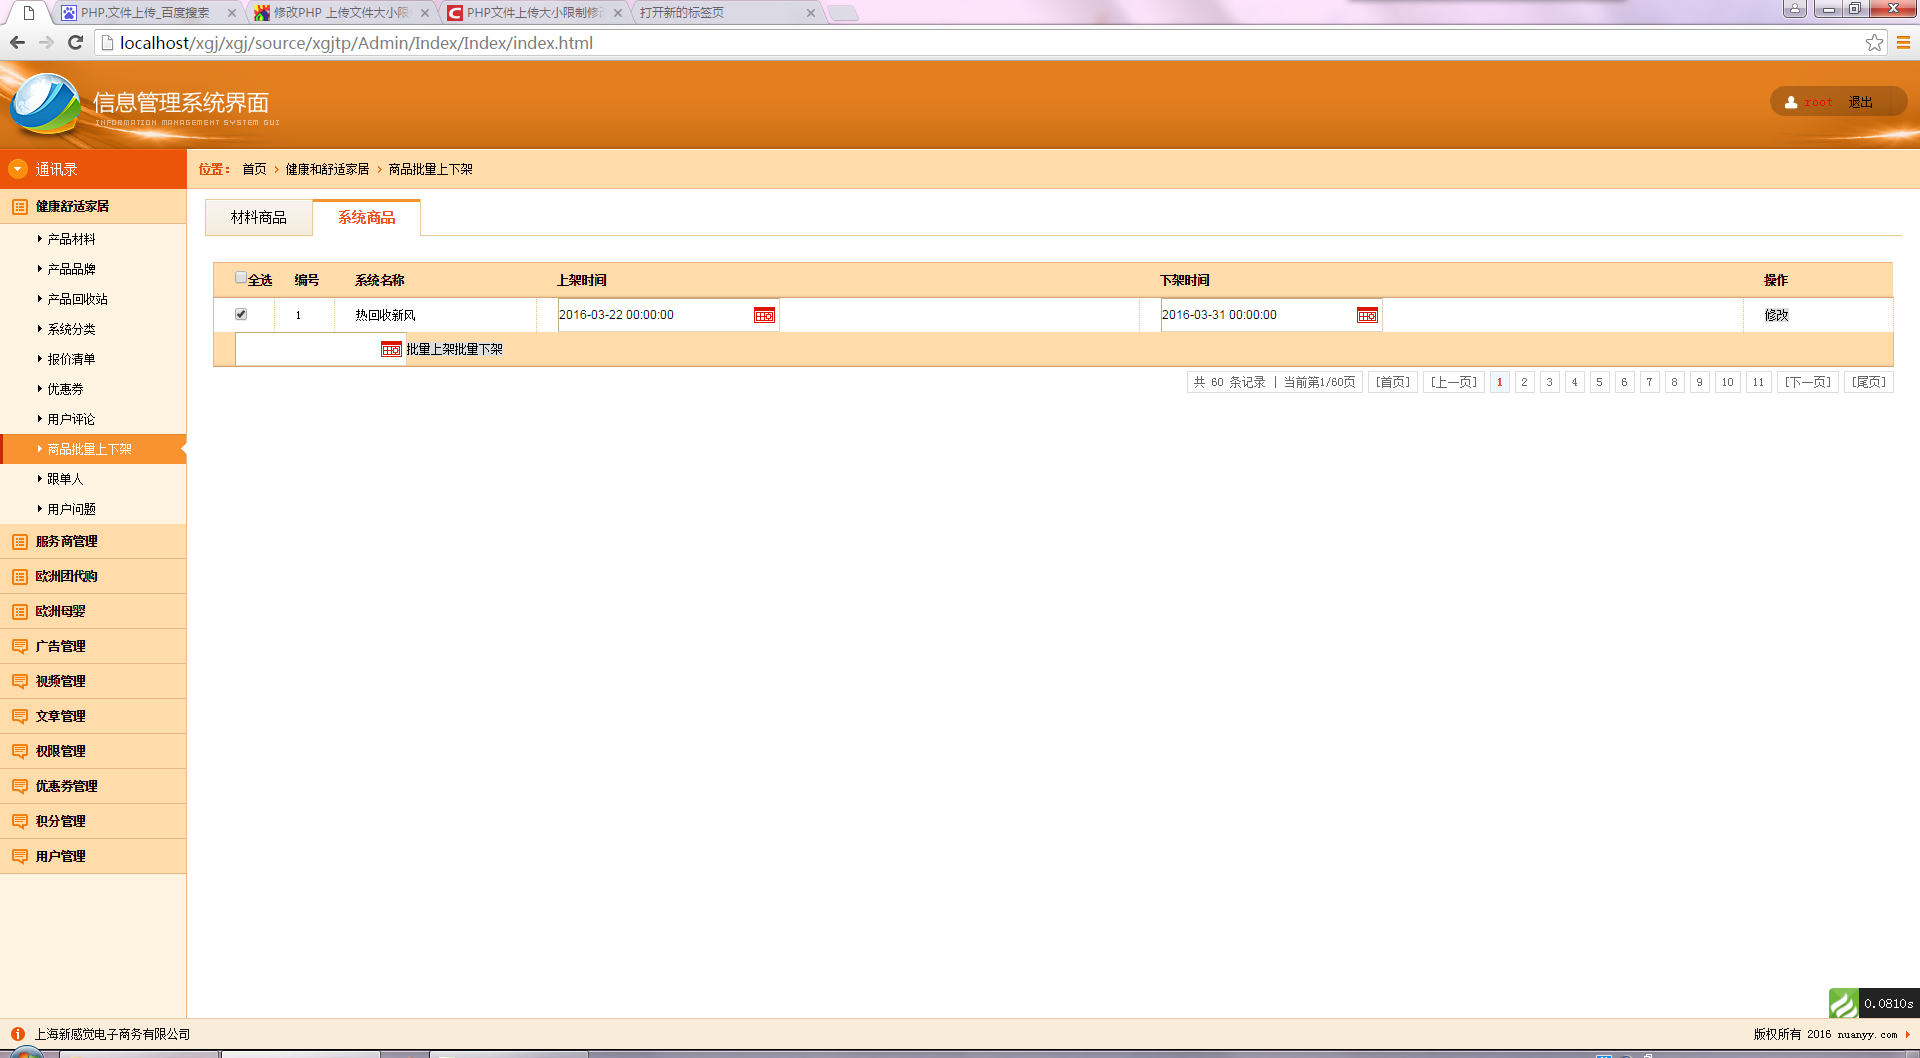 PHP.文件上传_百度搜索
修改PHP 上传文件大小限
PHP文件上传大小限制修改
打开新的标签页
localhost/xgj/xgj/source/xgjtp/Admin/Index/Index/index.html
信息管理系统界面
INFORMATION MANAGEMENT SYSTEM GUI
root 退出
通讯录
位置： 首页 › 健康和舒适家居 › 商品批量上下架
健康舒适家居
产品材料
产品品牌
产品回收站
系统分类
报价清单
优惠券
用户评论
商品批量上下架
跟单人
用户问题
服务商管理
欧洲团代购
欧洲母婴
广告管理
视频管理
文章管理
权限管理
优惠券管理
积分管理
用户管理
材料商品 系统商品
全选 编号 系统名称 上架时间 下架时间 操作
1 热回收新风 2016-03-22 00:00:00 2016-03-31 00:00:00 修改
批量上架批量下架
共 60 条记录 | 当前第1/60页 [首页] [上一页] 1 2 3 4 5 6 7 8 9 10 11 [下一页] [尾页]
0.0810s
上海新感觉电子商务有限公司
版权所有 2016 nuanyy.com